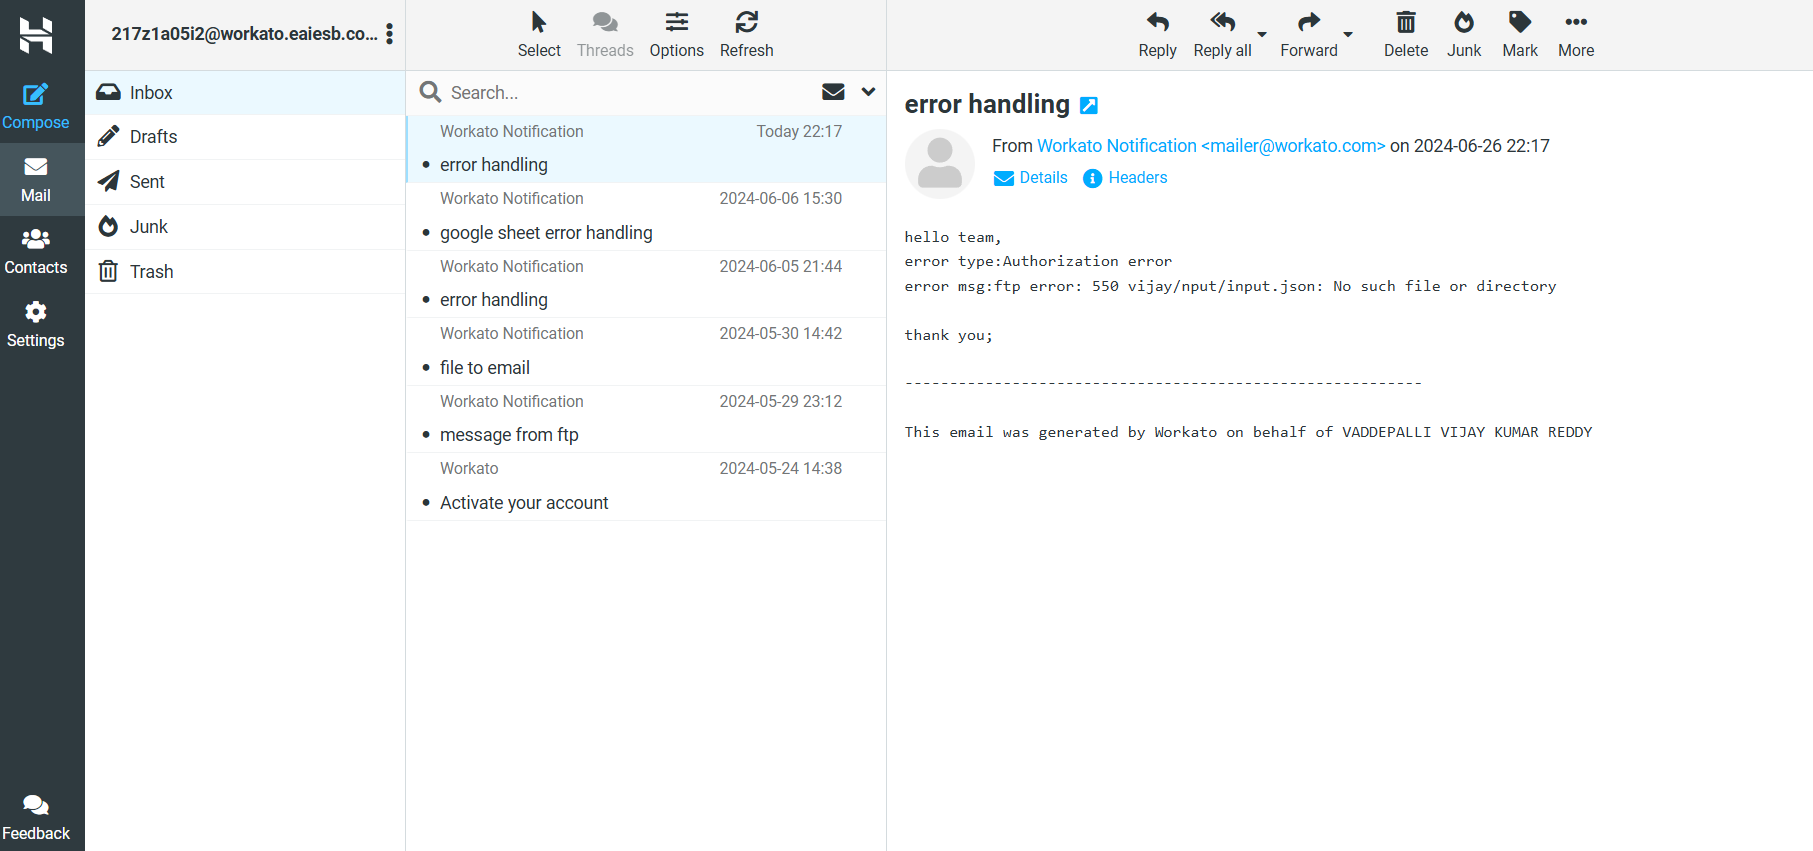 217z1a05i2@workato.eaiesb.co...
Compose
Mail
Contacts
Settings
Feedback
Inbox
Drafts
Sent
Junk
Trash
Select Threads Options Refresh
Search...
Workato Notification Today 22:17
• error handling
Workato Notification 2024-06-06 15:30
• google sheet error handling
Workato Notification 2024-06-05 21:44
• error handling
Workato Notification 2024-05-30 14:42
• file to email
Workato Notification 2024-05-29 23:12
• message from ftp
Workato 2024-05-24 14:38
• Activate your account
Reply Reply all Forward Delete Junk Mark More
error handling
From Workato Notification <mailer@workato.com> on 2024-06-26 22:17
Details Headers
hello team,
error type:Authorization error
error msg:ftp error: 550 vijay/nput/input.json: No such file or directory
thank you;
----------------------------------------------------------
This email was generated by Workato on behalf of VADDEPALLI VIJAY KUMAR REDDY